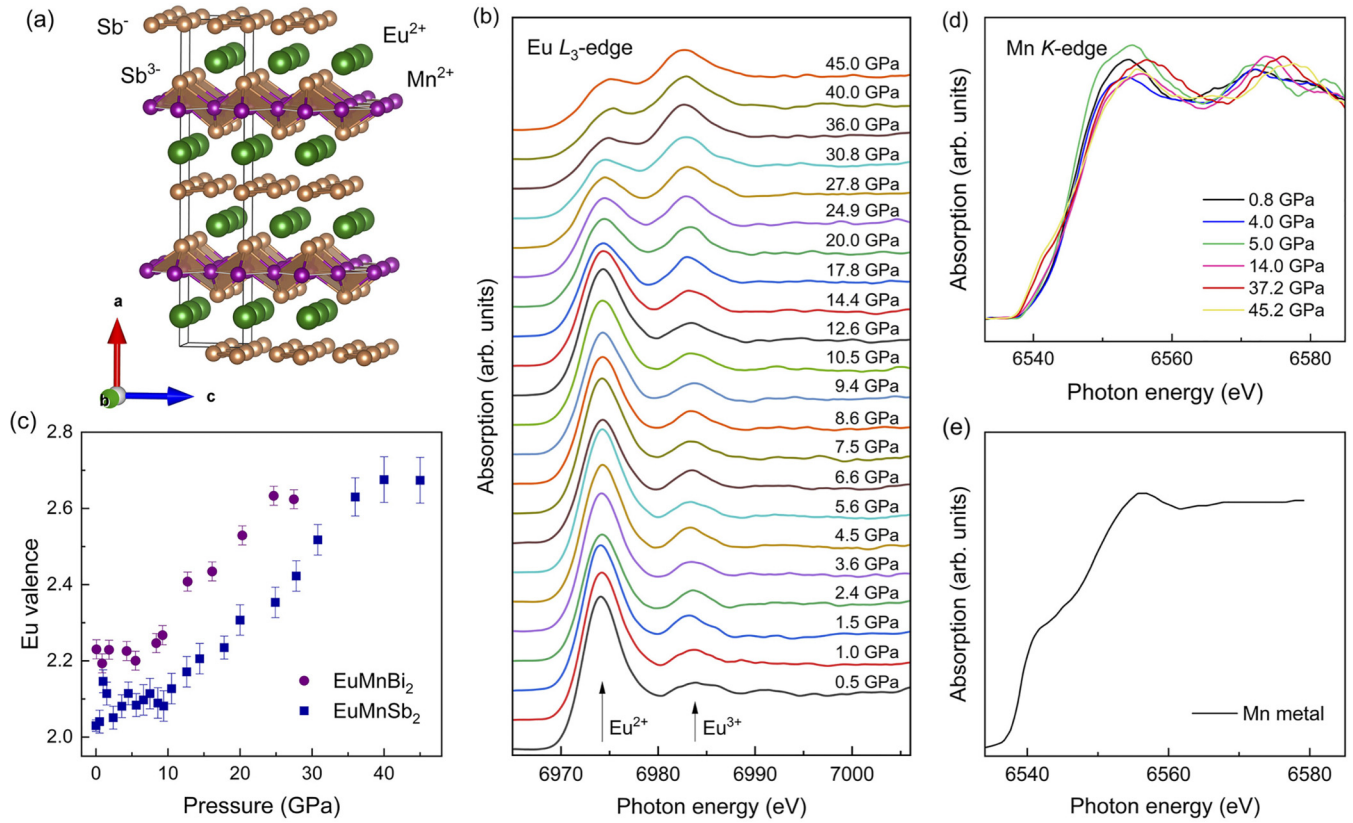 (a)
Sb⁻
Eu²⁺
Sb³⁻
Mn²⁺
a
b
c
(b)
Eu L₃-edge
45.0 GPa
40.0 GPa
36.0 GPa
30.8 GPa
27.8 GPa
24.9 GPa
20.0 GPa
17.8 GPa
14.4 GPa
12.6 GPa
10.5 GPa
9.4 GPa
8.6 GPa
7.5 GPa
6.6 GPa
5.6 GPa
4.5 GPa
3.6 GPa
2.4 GPa
1.5 GPa
1.0 GPa
0.5 GPa
Eu²⁺
Eu³⁺
Absorption (arb. units)
6970 6980 6990 7000
Photon energy (eV)
(c)
2.8
2.6
2.4
2.2
2.0
Eu valence
EuMnBi₂
EuMnSb₂
0 10 20 30 40
Pressure (GPa)
(d)
Mn K-edge
Absorption (arb. units)
0.8 GPa
4.0 GPa
5.0 GPa
14.0 GPa
37.2 GPa
45.2 GPa
6540 6560 6580
Photon energy (eV)
(e)
Absorption (arb. units)
Mn metal
6540 6560 6580
Photon energy (eV)